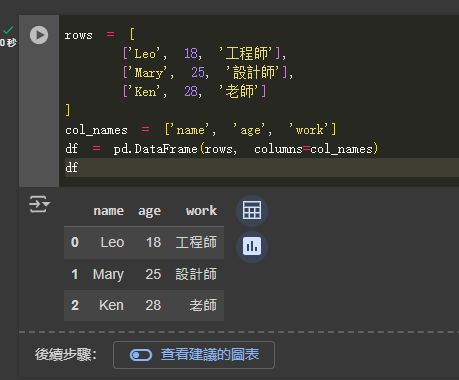 rows = [
['Leo', 18, '工程師'],
['Mary', 25, '設計師'],
['Ken', 28, '老師']
]
col_names = ['name', 'age', 'work']
df = pd.DataFrame(rows, columns=col_names)
df
0 秒
name age work
0 Leo 18 工程師
1 Mary 25 設計師
2 Ken 28 老師
後續步驟: 查看建議的圖表